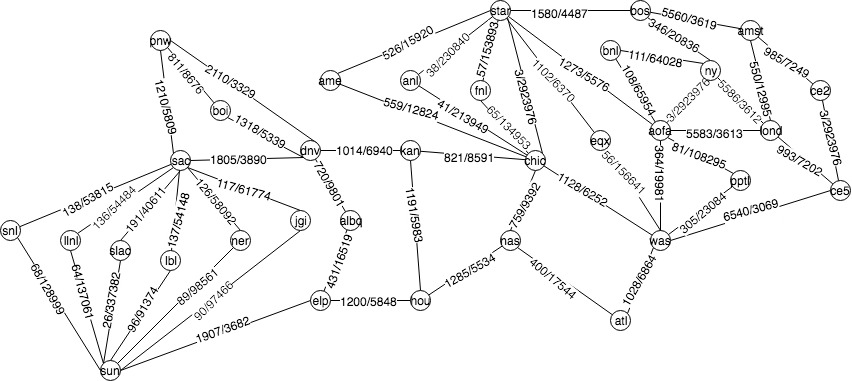 star
1580/4487
bos
5560/3619
346/20836
amst
pnw
526/15920
38/230840
57/153893
bnl
111/64028
985/7249
811/8676
2110/3329
ame
anl
1102/6370
1273/5576
ny
550/12995
ce2
1210/5809
fnl
3/2923976
108/65954
3/2923976
5586/3612
boi
559/12824
41/213949
65/134953
3/2923976
1318/5339
eqx
aofa
5583/3613
lond
sac
1805/3890
dnv
1014/6940
kan
821/8591
chic
56/156641
81/108295
993/7202
138/53815
136/54484
191/40611
137/54148
126/58092
117/61774
720/9801
1128/6252
364/19981
pptl
ce5
snl
llnl
slac
lbl
ner
jgi
albq
1191/5983
759/9392
305/23084
6540/3069
nas
was
68/128999
64/137061
26/337382
96/91374
89/98561
90/97466
431/16519
1285/5534
400/17544
1028/6864
elp
1200/5848
hou
atl
1907/3682
sun